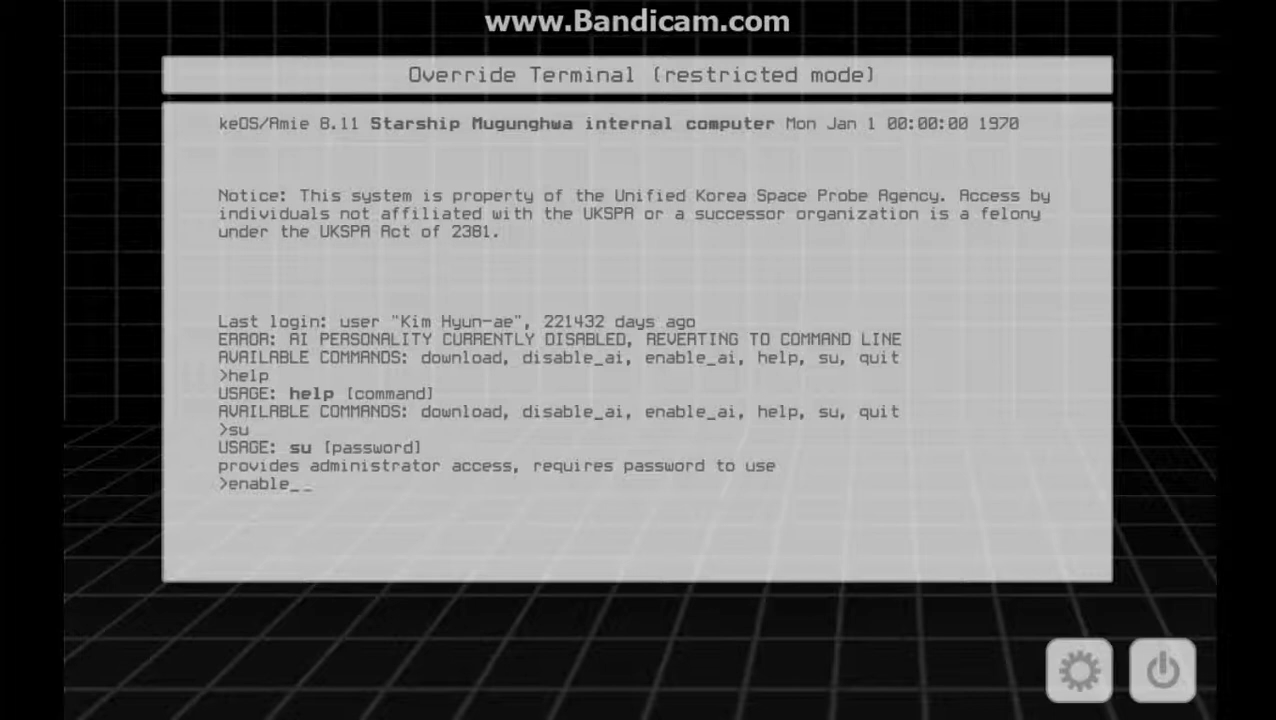 www.Bandicam.com
Override Terminal (restricted mode)
keOS/Amie 8.11 Starship Mugunghwa internal computer Mon Jan 1 00:00:00 1970
Notice: This system is property of the Unified Korea Space Probe Agency. Access by
individuals not affiliated with the UKSPA or a successor organization is a felony
under the UKSPA Act of 2381.
Last login: user "Kim Hyun-ae", 221432 days ago
ERROR: AI PERSONALITY CURRENTLY DISABLED, REVERTING TO COMMAND LINE
AVAILABLE COMMANDS: download, disable_ai, enable_ai, help, su, quit
>help
USAGE: help [command]
AVAILABLE COMMANDS: download, disable_ai, enable_ai, help, su, quit
>su
USAGE: su [password]
provides administrator access, requires password to use
>enable__